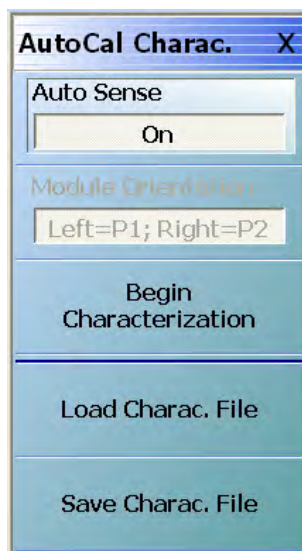 AutoCal Charac. X
Auto Sense
On
Module Orientation
Left=P1; Right=P2
Begin
Characterization
Load Charac. File
Save Charac. File